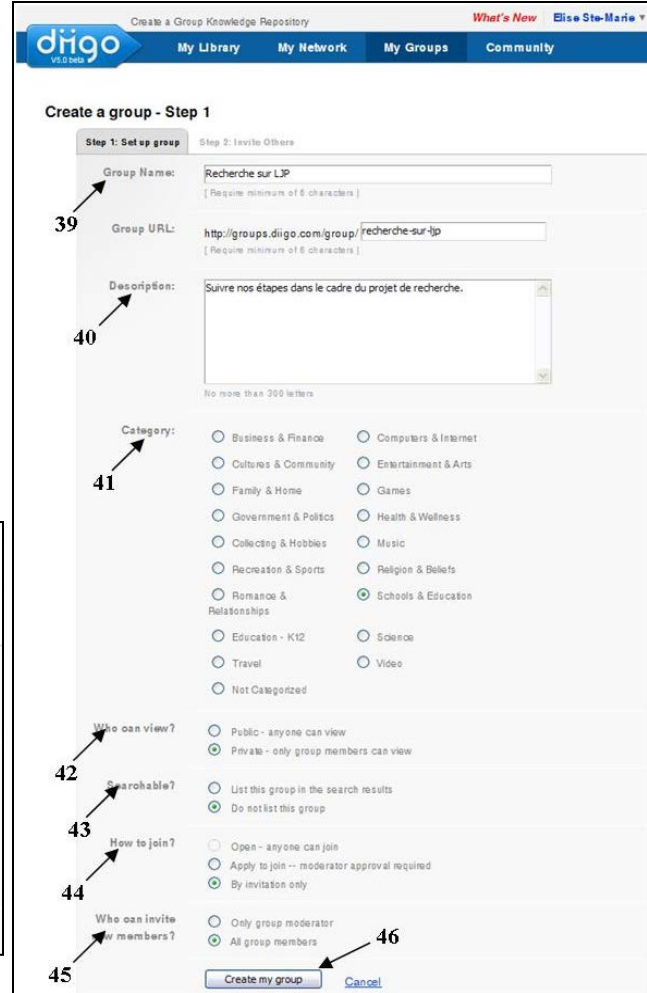 Create a Group Knowledge Repository
What's New Elise Ste-Marie
diigo
V5.0 beta
My Library My Network My Groups Community
Create a group - Step 1
Step 1: Set up group Step 2: Invite Others
Group Name: Recherche sur LJP
[ Require minimum of 6 characters ]
39
Group URL: http://groups.diigo.com/group/ recherche-sur-ljp
[ Require minimum of 6 characters ]
Description: Suivre nos étapes dans le cadre du projet de recherche.
40
No more than 300 letters
Category:
41
Business & Finance Computers & Internet
Cultures & Community Entertainment & Arts
Family & Home Games
Government & Politics Health & Wellness
Collecting & Hobbies Music
Recreation & Sports Religion & Beliefs
Romance & Relationships Schools & Education
Education - K12 Science
Travel Video
Not Categorized
Who can view? Public - anyone can view
Private - only group members can view
42
Searchable? List this group in the search results
Do not list this group
43
How to join? Open - anyone can join
Apply to join -- moderator approval required
By invitation only
44
Who can invite Only group moderator
new members? All group members
45
46
Create my group Cancel